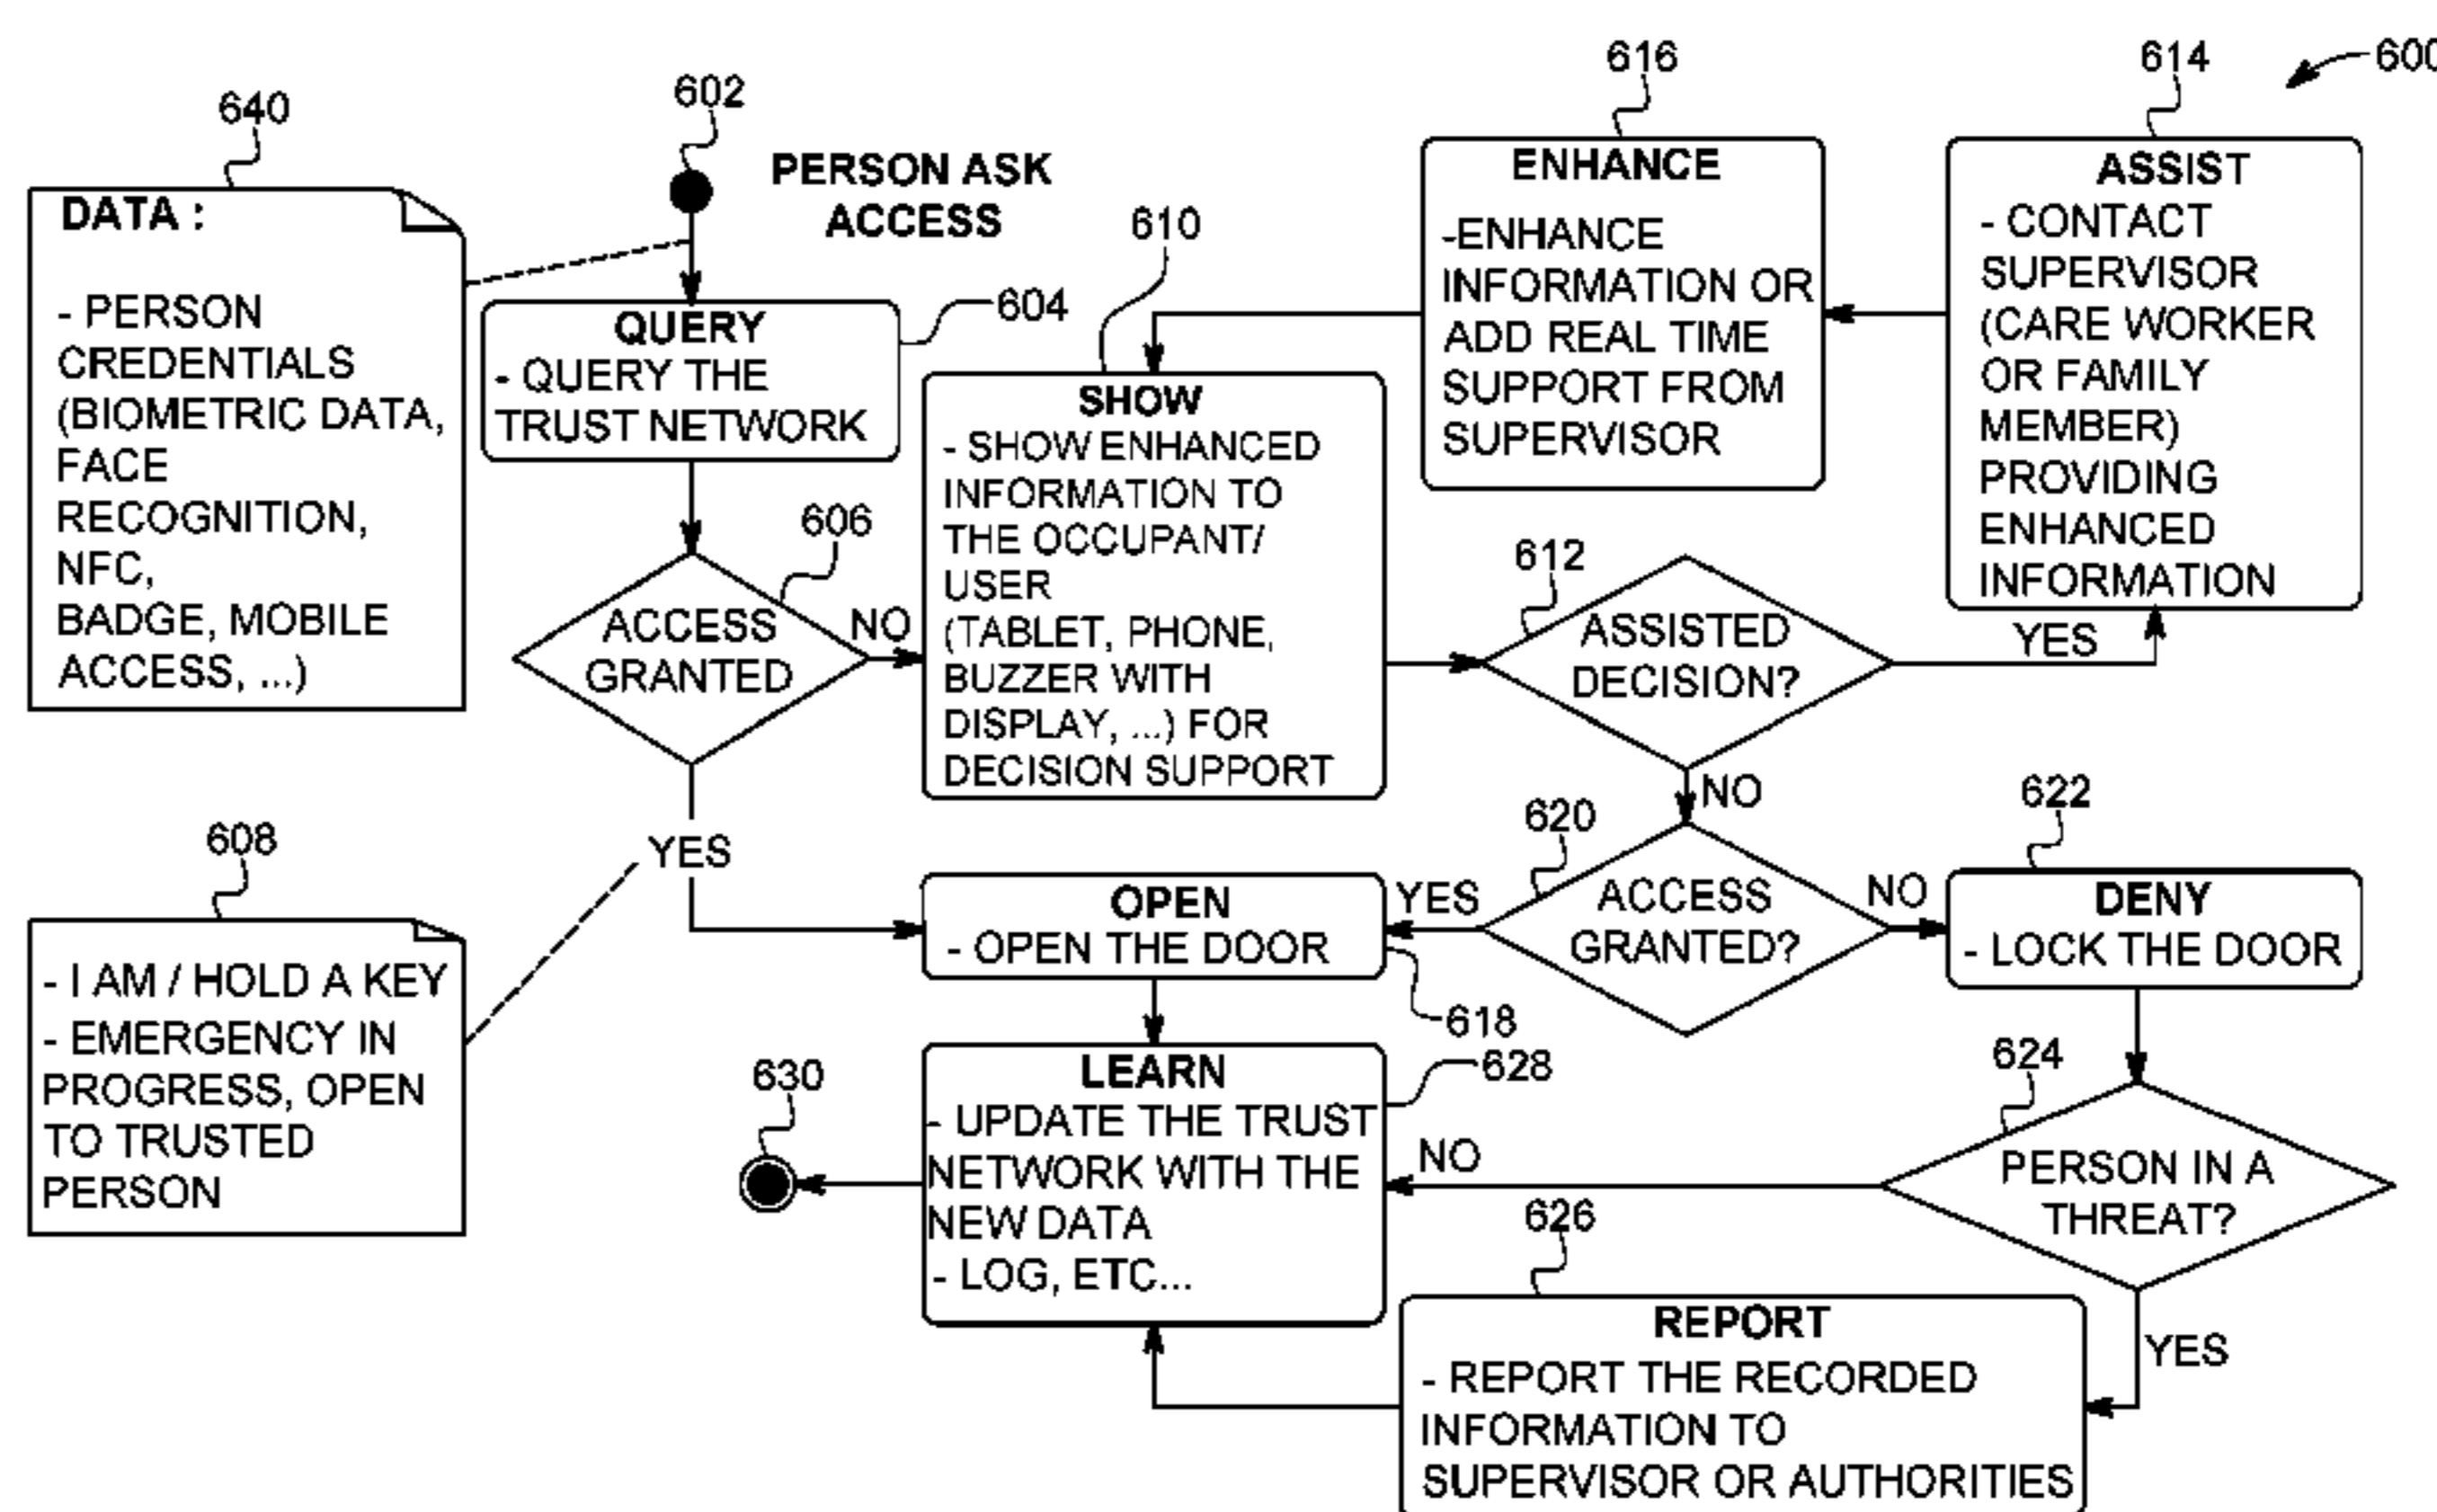 600
640
DATA :
- PERSON
CREDENTIALS
(BIOMETRIC DATA,
FACE
RECOGNITION,
NFC,
BADGE, MOBILE
ACCESS, ...)
602
PERSON ASK
ACCESS
604
QUERY
- QUERY THE
TRUST NETWORK
606
ACCESS
GRANTED
NO
YES
608
- I AM / HOLD A KEY
- EMERGENCY IN
PROGRESS, OPEN
TO TRUSTED
PERSON
610
SHOW
- SHOW ENHANCED
INFORMATION TO
THE OCCUPANT/
USER
(TABLET, PHONE,
BUZZER WITH
DISPLAY, ...) FOR
DECISION SUPPORT
612
ASSISTED
DECISION?
YES
NO
614
ASSIST
- CONTACT
SUPERVISOR
(CARE WORKER
OR FAMILY
MEMBER)
PROVIDING
ENHANCED
INFORMATION
616
ENHANCE
-ENHANCE
INFORMATION OR
ADD REAL TIME
SUPPORT FROM
SUPERVISOR
620
ACCESS
GRANTED?
YES
NO
618
OPEN
- OPEN THE DOOR
622
DENY
- LOCK THE DOOR
624
PERSON IN A
THREAT?
NO
YES
626
REPORT
- REPORT THE RECORDED
INFORMATION TO
SUPERVISOR OR AUTHORITIES
628
LEARN
- UPDATE THE TRUST
NETWORK WITH THE
NEW DATA
- LOG, ETC...
630